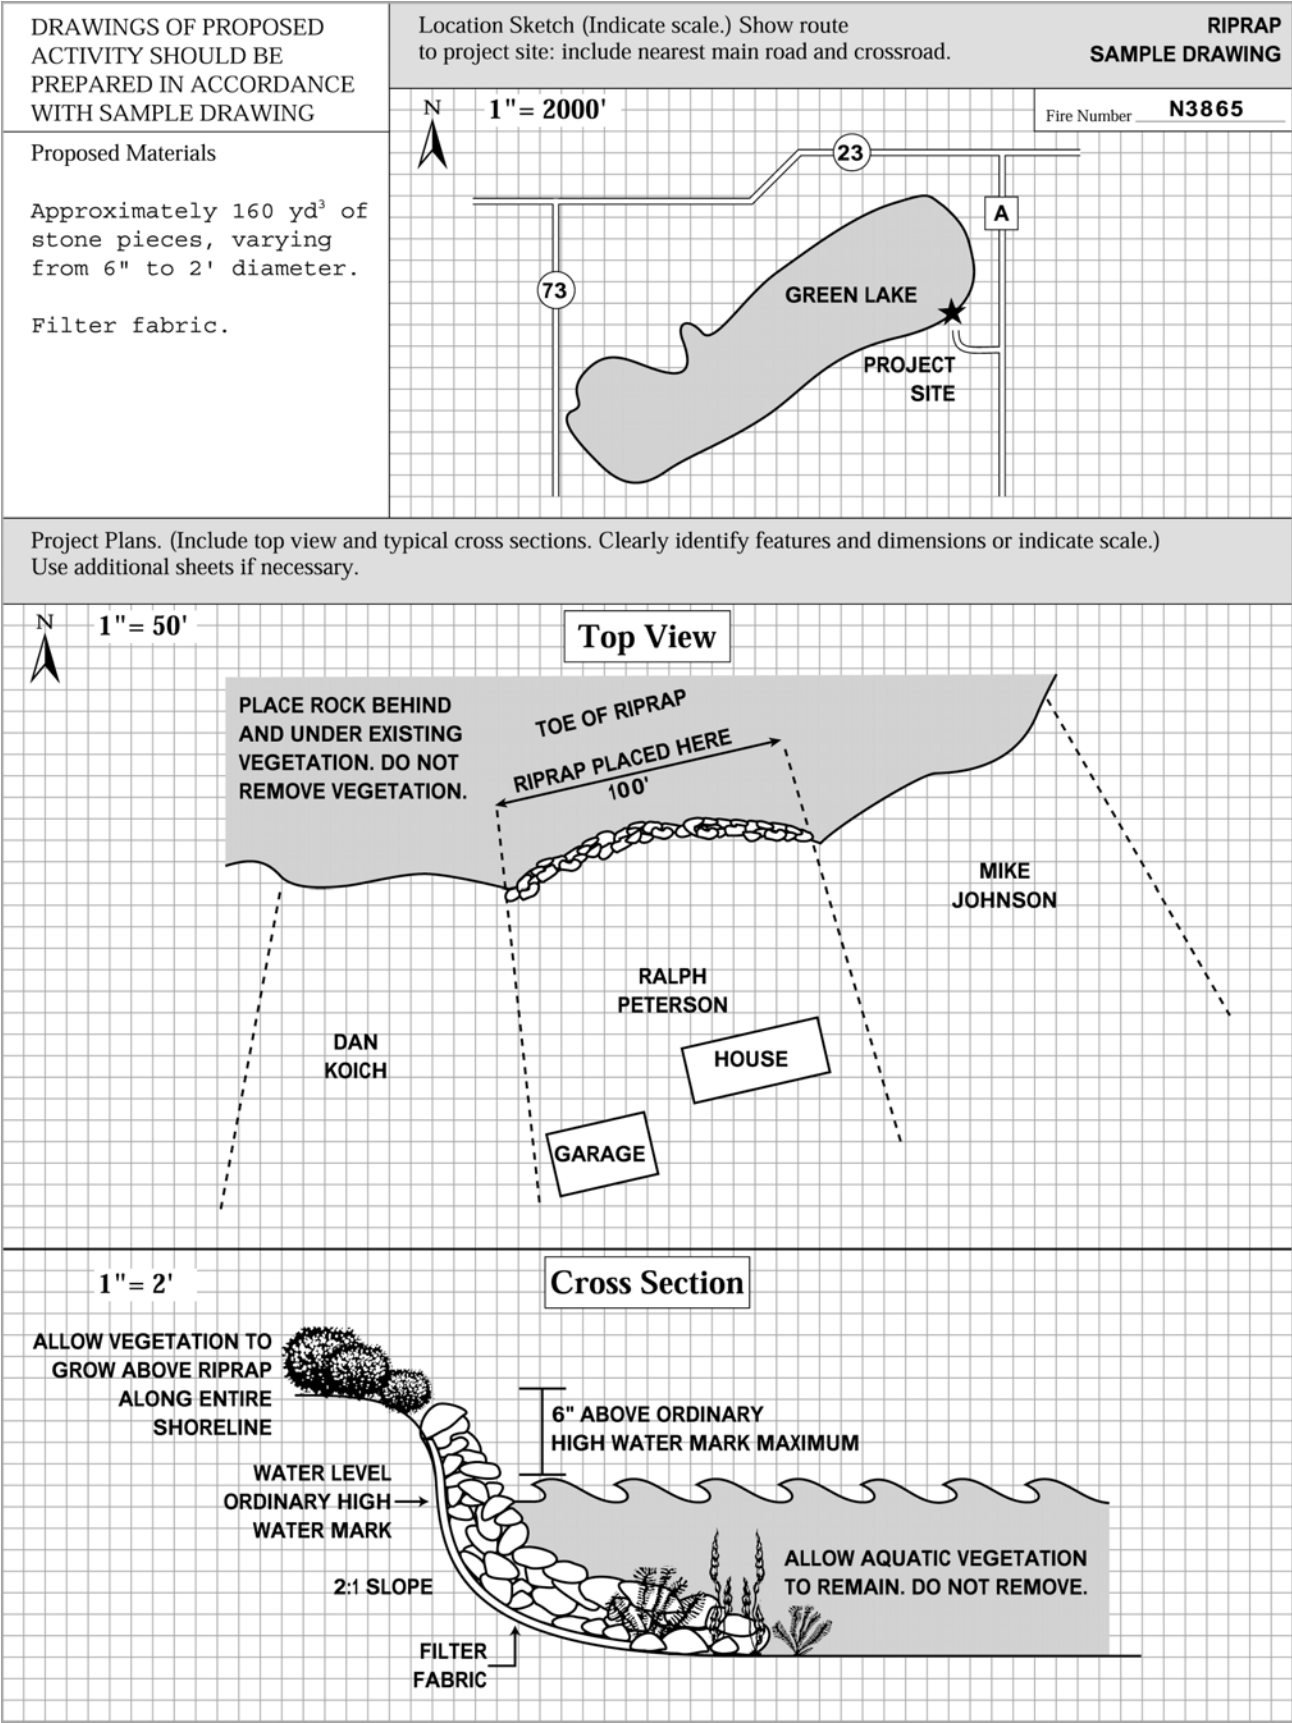 DRAWINGS OF PROPOSED
ACTIVITY SHOULD BE
PREPARED IN ACCORDANCE
WITH SAMPLE DRAWING
Proposed Materials
Approximately 160 yd³ of
stone pieces, varying
from 6" to 2' diameter.
Filter fabric.
Location Sketch (Indicate scale.) Show route
to project site: include nearest main road and crossroad.
RIPRAP
SAMPLE DRAWING
N
1"= 2000'
Fire Number N3865
23
A
73
GREEN LAKE
PROJECT
SITE
Project Plans. (Include top view and typical cross sections. Clearly identify features and dimensions or indicate scale.)
Use additional sheets if necessary.
N
1"= 50'
Top View
PLACE ROCK BEHIND
AND UNDER EXISTING
VEGETATION. DO NOT
REMOVE VEGETATION.
TOE OF RIPRAP
RIPRAP PLACED HERE
100'
MIKE
JOHNSON
RALPH
PETERSON
DAN
KOICH
HOUSE
GARAGE
1"= 2'
Cross Section
ALLOW VEGETATION TO
GROW ABOVE RIPRAP
ALONG ENTIRE
SHORELINE
6" ABOVE ORDINARY
HIGH WATER MARK MAXIMUM
WATER LEVEL
ORDINARY HIGH
WATER MARK
2:1 SLOPE
ALLOW AQUATIC VEGETATION
TO REMAIN. DO NOT REMOVE.
FILTER
FABRIC